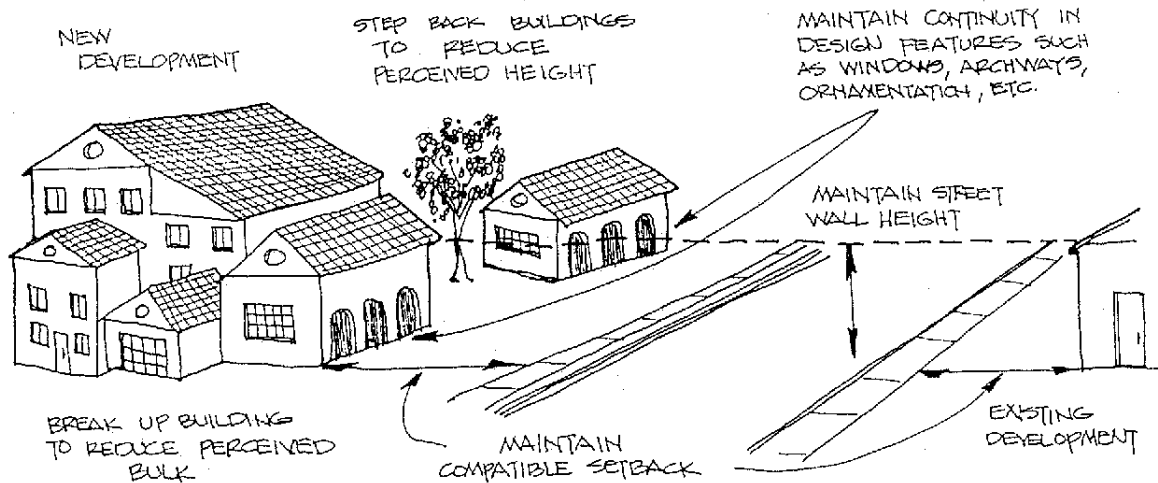 NEW
DEVELOPMENT
STEP BACK BUILDINGS
TO REDUCE
PERCEIVED HEIGHT
MAINTAIN CONTINUITY IN
DESIGN FEATURES SUCH
AS WINDOWS, ARCHWAYS,
ORNAMENTATION, ETC.
MAINTAIN STREET
WALL HEIGHT
BREAK UP BUILDING
TO REDUCE PERCEIVED
BULK
MAINTAIN
COMPATIBLE SETBACK
EXISTING
DEVELOPMENT